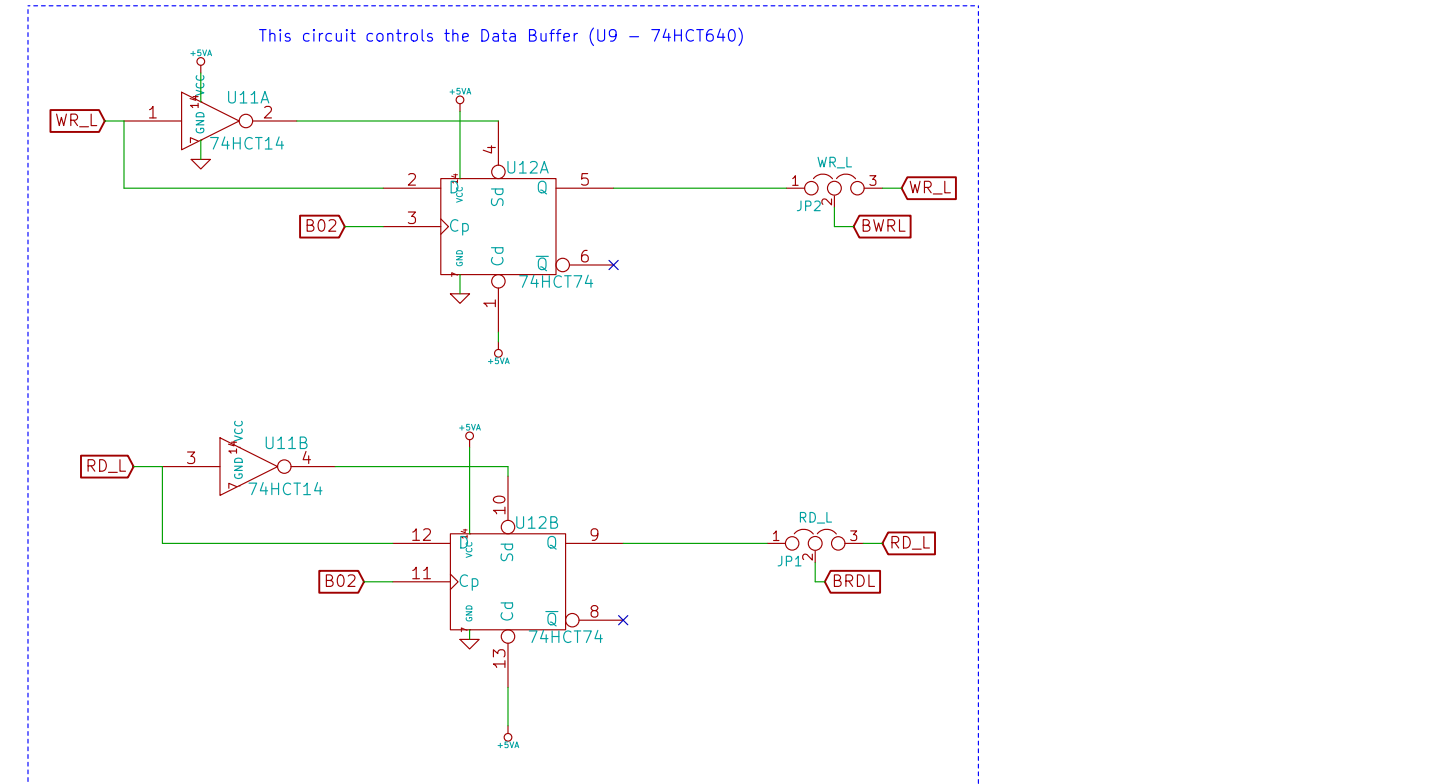 This circuit controls the Data Buffer (U9 – 74HCT640)
+5VA
VCC
14
U11A
WR_L
1
2
GND
7
74HCT14
+5VA
4
U12A
2
D
14
VCC
Sd
Q
5
WR_L
1
3
WR_L
JP2
2
B02
3
Cp
BWRL
GND
7
Cd
Q
6
74HCT74
1
+5VA
VCC
14
U11B
RD_L
3
4
GND
7
74HCT14
+5VA
10
U12B
12
D
14
VCC
Sd
Q
9
RD_L
1
3
RD_L
JP1
2
B02
11
Cp
BRDL
GND
7
Cd
Q
8
74HCT74
13
+5VA